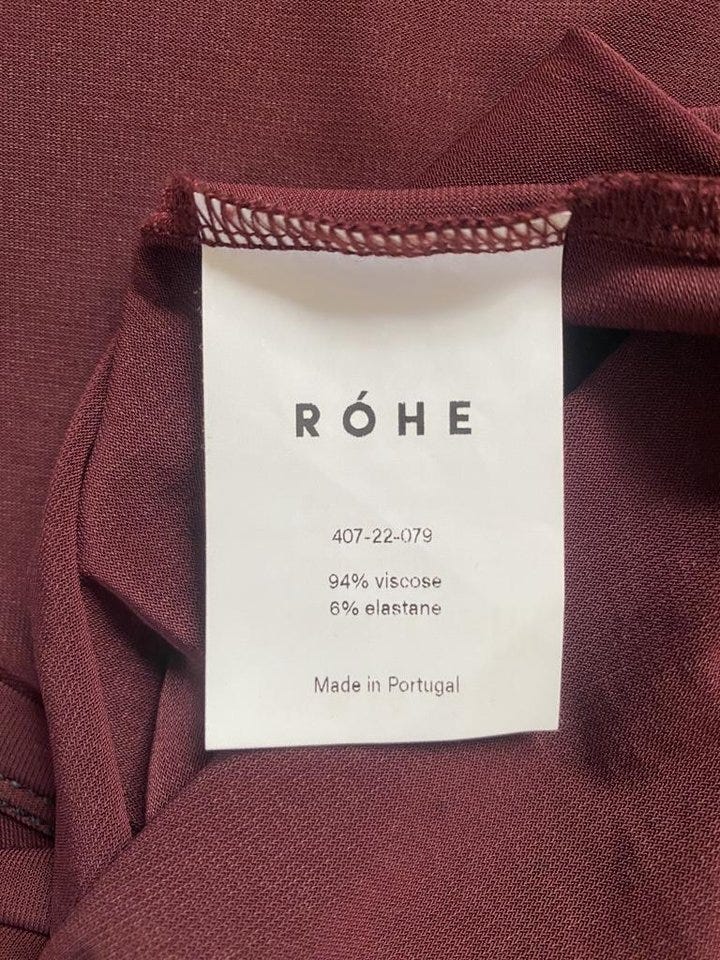 RÓHE
407-22-079
94% viscose
6% elastane
Made in Portugal